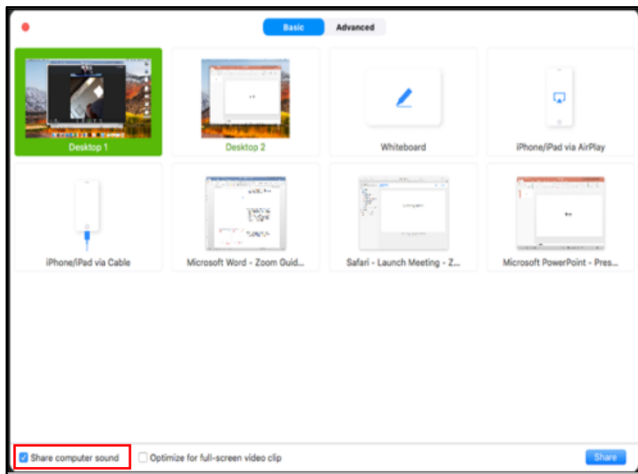 Basic Advanced
Desktop 1 Desktop 2 Whiteboard iPhone/iPad via AirPlay
iPhone/iPad via Cable Microsoft Word - Zoom Guid... Safari - Launch Meeting - Z... Microsoft PowerPoint - Pres...
Share computer sound Optimize for full-screen video clip Share